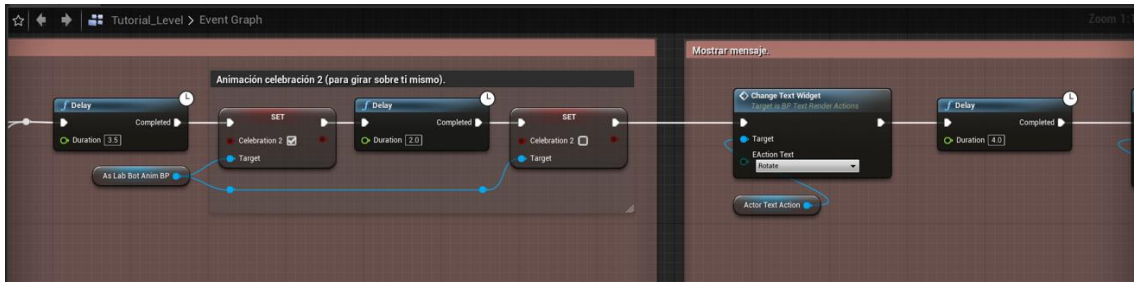 Tutorial_Level > Event Graph
Zoom 1:1
Mostrar mensaje.
Animación celebración 2 (para girar sobre ti mismo).
Delay
Completed
Duration 3.5
As Lab Bot Anim BP
SET
Celebration 2
Target
Delay
Completed
Duration 2.0
SET
Celebration 2
Target
Change Text Widget
Target is BP Text Render Actions
Target
EAction Text
Rotate
Actor Text Action
Delay
Completed
Duration 4.0